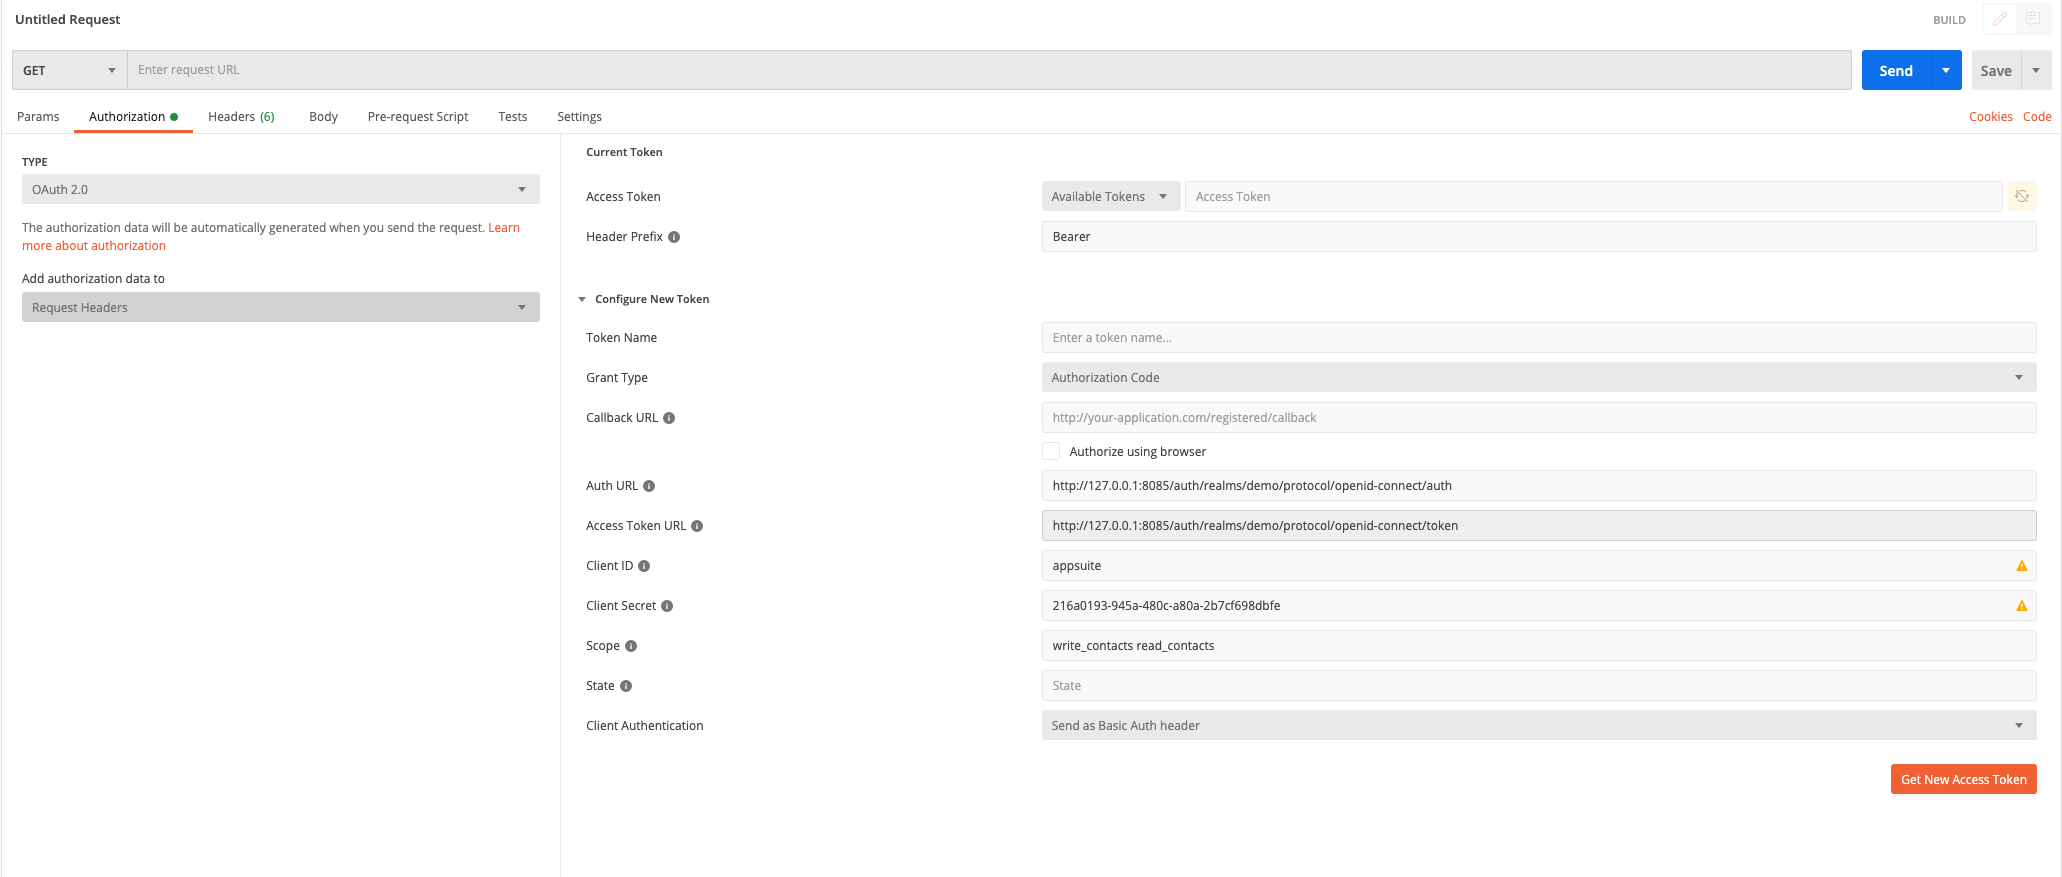 Untitled Request
BUILD
GET
Enter request URL
Send
Save
Params
Authorization
Headers (6)
Body
Pre-request Script
Tests
Settings
Cookies
Code
TYPE
OAuth 2.0
The authorization data will be automatically generated when you send the request. Learn
more about authorization
Add authorization data to
Request Headers
Current Token
Access Token
Available Tokens
Access Token
Header Prefix
Bearer
Configure New Token
Token Name
Enter a token name...
Grant Type
Authorization Code
Callback URL
http://your-application.com/registered/callback
Authorize using browser
Auth URL
http://127.0.0.1:8085/auth/realms/demo/protocol/openid-connect/auth
Access Token URL
http://127.0.0.1:8085/auth/realms/demo/protocol/openid-connect/token
Client ID
appsuite
Client Secret
216a0193-945a-480c-a80a-2b7cf698dbfe
Scope
write_contacts read_contacts
State
State
Client Authentication
Send as Basic Auth header
Get New Access Token